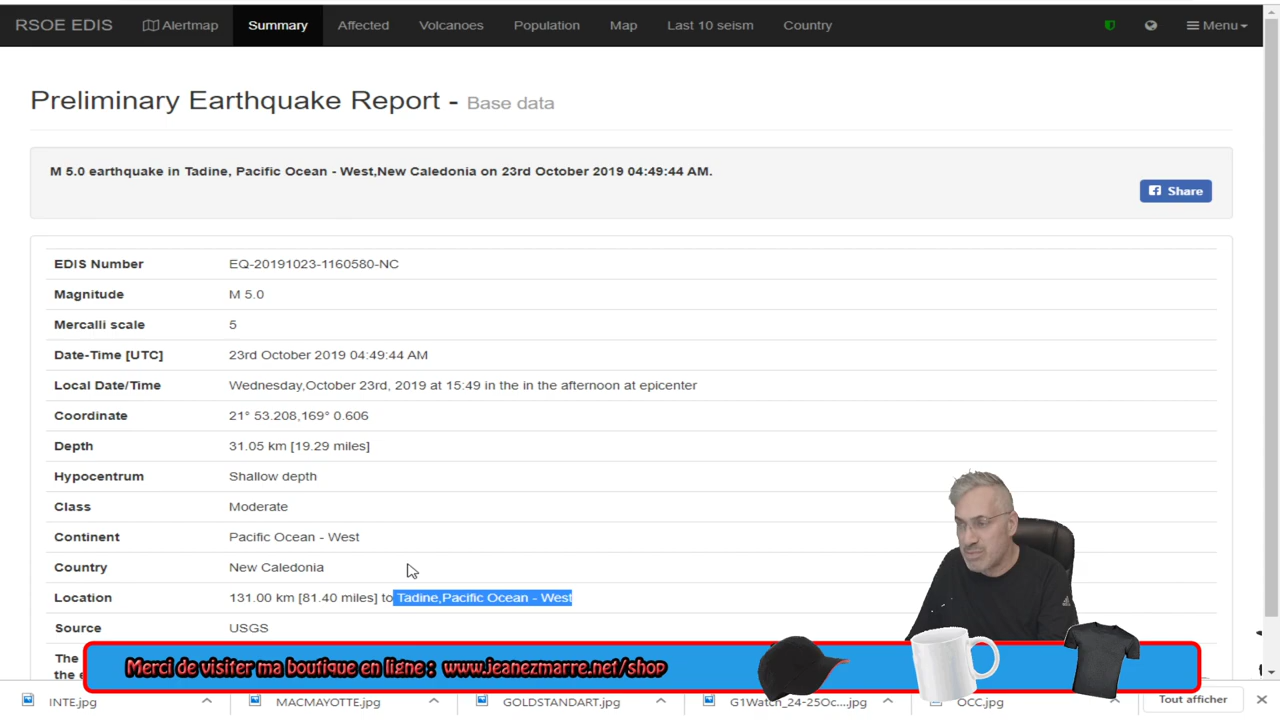 RSOE EDIS Alertmap Summary Affected Volcanoes Population Map Last 10 seism Country Menu
Preliminary Earthquake Report - Base data
M 5.0 earthquake in Tadine, Pacific Ocean - West,New Caledonia on 23rd October 2019 04:49:44 AM.
Share
EDIS Number EQ-20191023-1160580-NC
Magnitude M 5.0
Mercalli scale 5
Date-Time [UTC] 23rd October 2019 04:49:44 AM
Local Date/Time Wednesday,October 23rd, 2019 at 15:49 in the in the afternoon at epicenter
Coordinate 21° 53.208,169° 0.606
Depth 31.05 km [19.29 miles]
Hypocentrum Shallow depth
Class Moderate
Continent Pacific Ocean - West
Country New Caledonia
Location 131.00 km [81.40 miles] to Tadine,Pacific Ocean - West
Source USGS
The
the e
Merci de visiter ma boutique en ligne : www.jeanezmarre.net/shop
INTE.jpg MACMAYOTTE.jpg GOLDSTANDART.jpg G1Watch_24-25Oc....jpg OCC.jpg Tout afficher